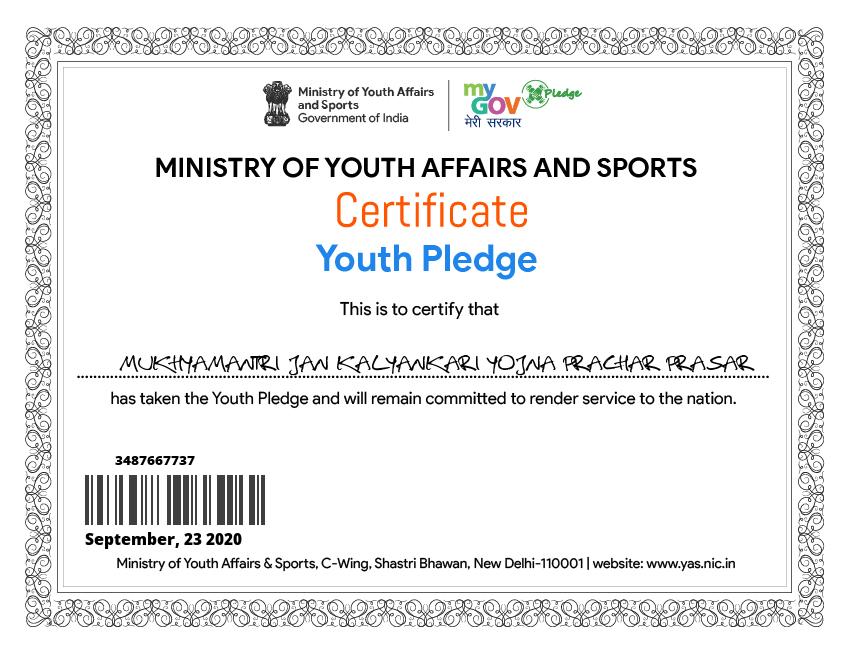 Ministry of Youth Affairs
and Sports
Government of India
my
GOV
मेरी सरकार
Pledge
MINISTRY OF YOUTH AFFAIRS AND SPORTS
Certificate
Youth Pledge
This is to certify that
MUKHYAMANTRI JAN KALYANKARI YOJNA PRACHAR PRASAR
has taken the Youth Pledge and will remain committed to render service to the nation.
3487667737
September, 23 2020
Ministry of Youth Affairs & Sports, C-Wing, Shastri Bhawan, New Delhi-110001 | website: www.yas.nic.in